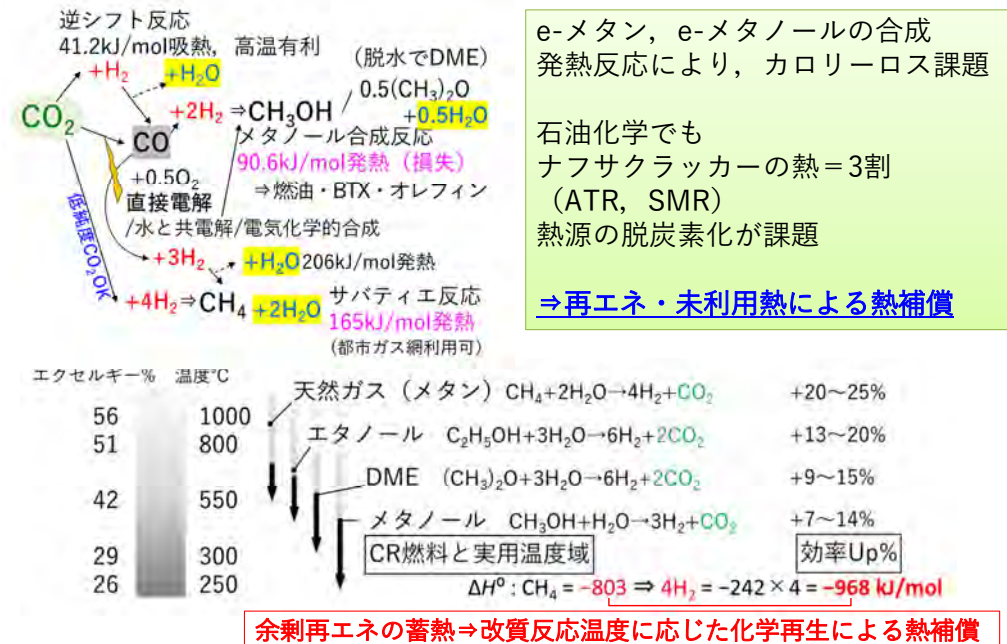 逆シフト反応
41.2kJ/mol吸熱，高温有利
+H₂
+H₂O
(脱水でDME)
CO₂
+2H₂ ⇒CH₃OH / 0.5(CH₃)₂O
+0.5H₂O
CO
メタノール合成反応
90.6kJ/mol発熱（損失）
+0.5O₂
⇒燃油・BTX・オレフィン
直接電解
/水と共電解/電気化学的合成
低純度CO₂OK
+3H₂
+H₂O 206kJ/mol発熱
+4H₂⇒CH₄ +2H₂O
サバティエ反応
165kJ/mol発熱
（都市ガス網利用可）
e-メタン，e-メタノールの合成
発熱反応により，カロリーロス課題
石油化学でも
ナフサクラッカーの熱＝3割
（ATR，SMR）
熱源の脱炭素化が課題
⇒再エネ・未利用熱による熱補償
エクセルギー% 温度℃
56 1000
51 800
42 550
29 300
26 250
天然ガス（メタン）CH₄+2H₂O→4H₂+CO₂ +20～25%
エタノール C₂H₅OH+3H₂O→6H₂+2CO₂ +13～20%
DME (CH₃)₂O+3H₂O→6H₂+2CO₂ +9～15%
メタノール CH₃OH+H₂O→3H₂+CO₂ +7～14%
CR燃料と実用温度域 効率Up%
ΔH⁰ : CH₄ = −803 ⇒ 4H₂ = −242 × 4 = −968 kJ/mol
余剰再エネの蓄熱⇒改質反応温度に応じた化学再生による熱補償